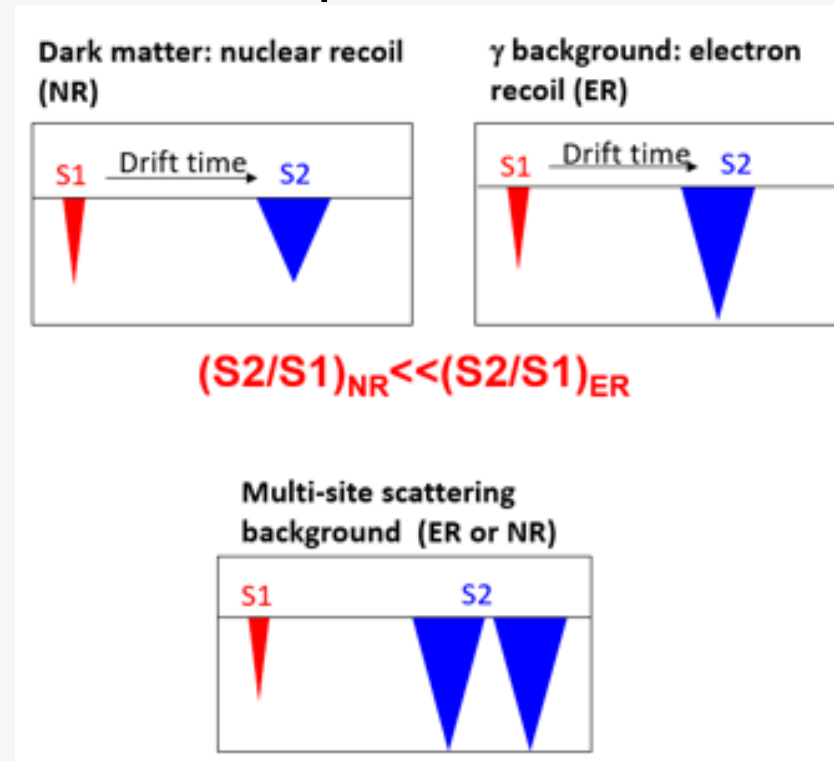 Dark matter: nuclear recoil
(NR)
S1 Drift time S2
γ background: electron
recoil (ER)
S1 Drift time S2
(S2/S1)NR<<(S2/S1)ER
Multi-site scattering
background (ER or NR)
S1 S2